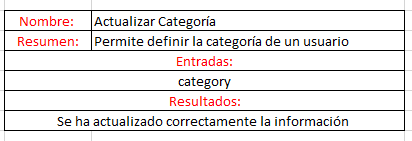 Nombre: Actualizar Categoría
Resumen: Permite definir la categoría de un usuario
Entradas:
category
Resultados:
Se ha actualizado correctamente la información